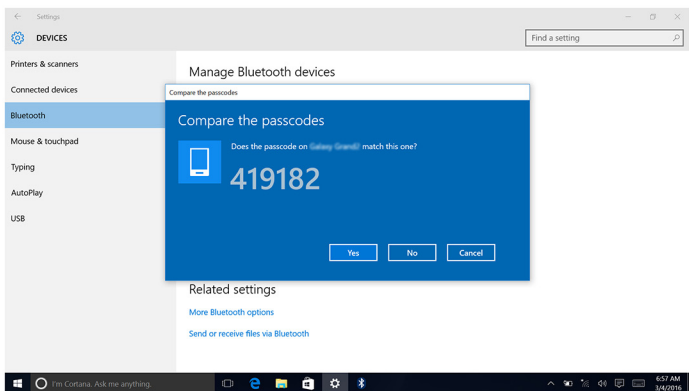 Settings
DEVICES
Find a setting
Printers & scanners
Connected devices
Bluetooth
Mouse & touchpad
Typing
AutoPlay
USB
Manage Bluetooth devices
Compare the passcodes
Compare the passcodes
Does the passcode on Galaxy Grand2 match this one?
419182
Yes
No
Cancel
Related settings
More Bluetooth options
Send or receive files via Bluetooth
I'm Cortana. Ask me anything.
6:57 AM
3/4/2016